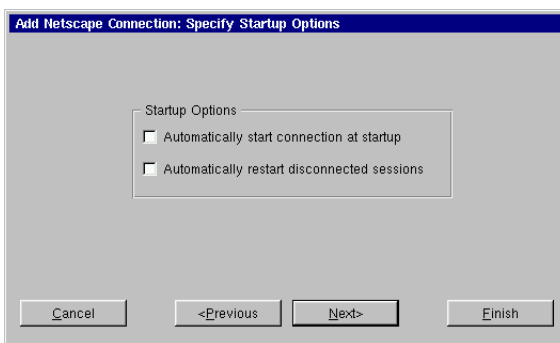 Add Netscape Connection: Specify Startup Options
Startup Options
Automatically start connection at startup
Automatically restart disconnected sessions
Cancel
<Previous
Next>
Finish